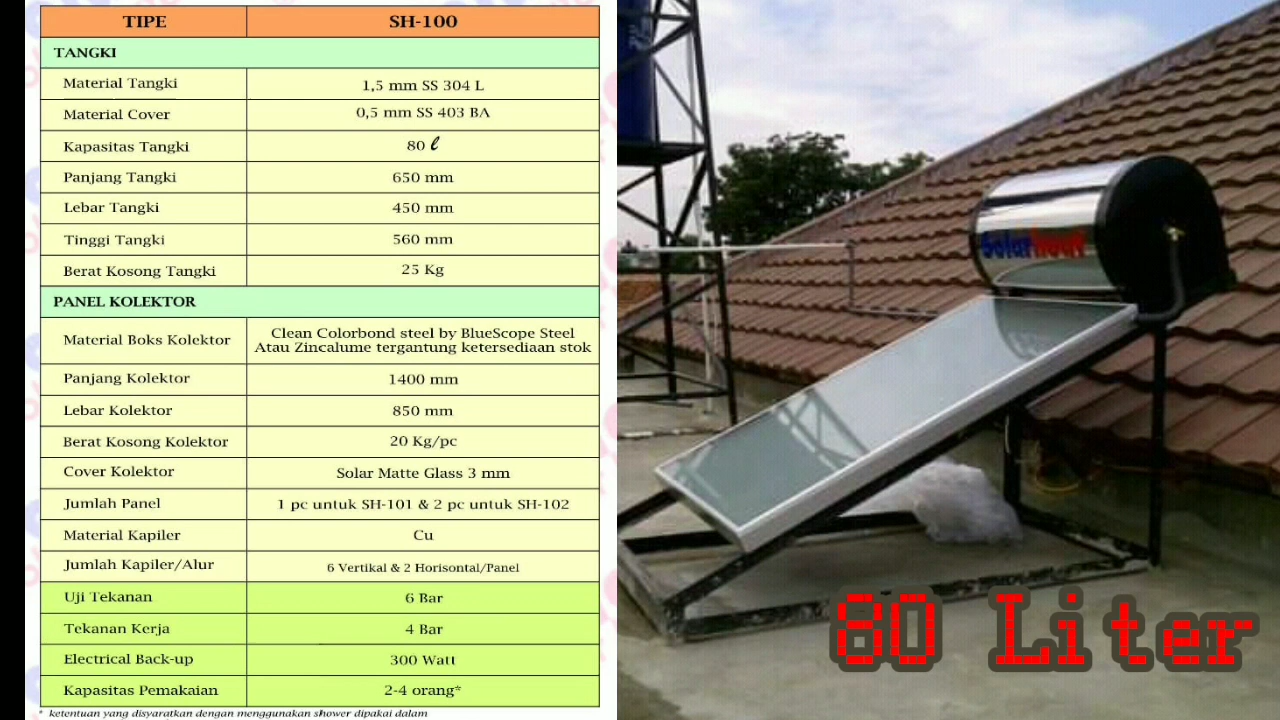 TIPE SH-100
TANGKI
Material Tangki 1,5 mm SS 304 L
Material Cover 0,5 mm SS 403 BA
Kapasitas Tangki 80 ℓ
Panjang Tangki 650 mm
Lebar Tangki 450 mm
Tinggi Tangki 560 mm
Berat Kosong Tangki 25 Kg
PANEL KOLEKTOR
Material Boks Kolektor Clean Colorbond steel by BlueScope Steel
Atau Zincalume tergantung ketersediaan stok
Panjang Kolektor 1400 mm
Lebar Kolektor 850 mm
Berat Kosong Kolektor 20 Kg/pc
Cover Kolektor Solar Matte Glass 3 mm
Jumlah Panel 1 pc untuk SH-101 & 2 pc untuk SH-102
Material Kapiler Cu
Jumlah Kapiler/Alur 6 Vertikal & 2 Horisontal/Panel
Uji Tekanan 6 Bar
Tekanan Kerja 4 Bar
Electrical Back-up 300 Watt
Kapasitas Pemakaian 2-4 orang*
* ketentuan yang disyaratkan dengan menggunakan shower dipakai dalam
Solarheat
80 Liter